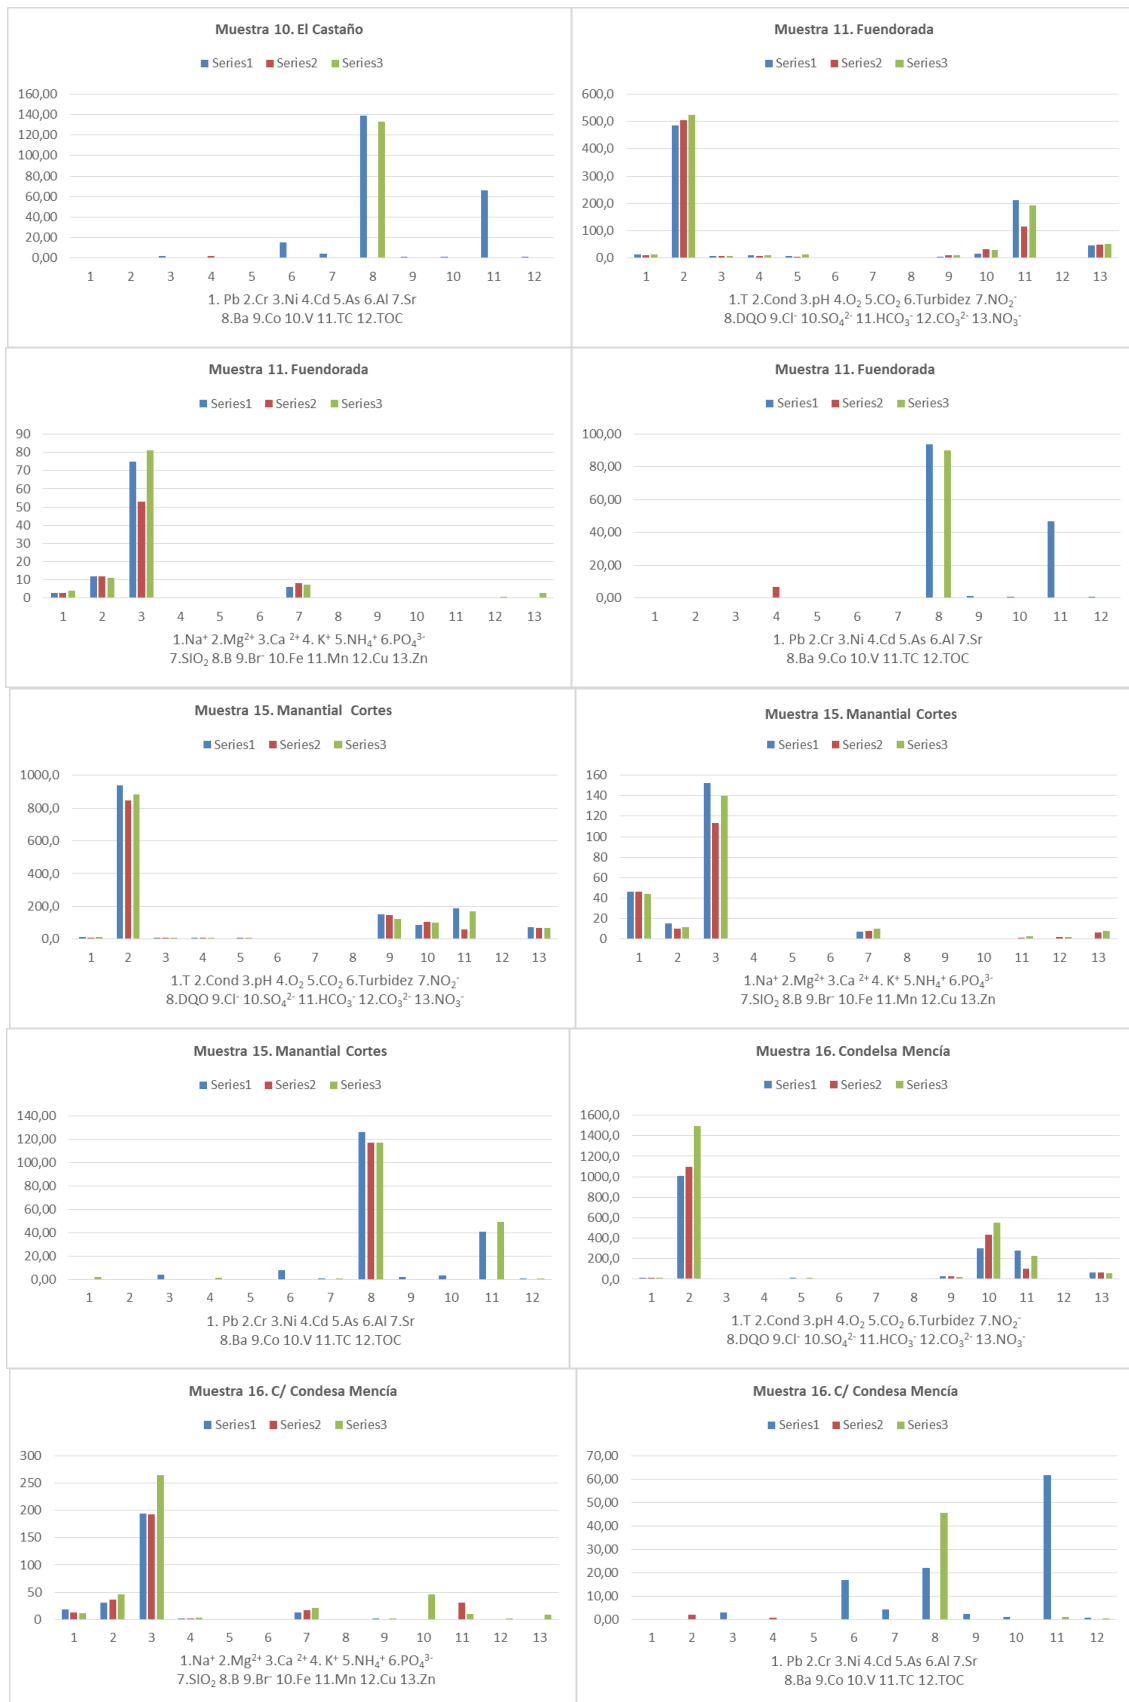 Muestra 10. El Castaño
Series1 Series2 Series3
160,00
140,00
120,00
100,00
80,00
60,00
40,00
20,00
0,00
1 2 3 4 5 6 7 8 9 10 11 12
1. Pb 2.Cr 3.Ni 4.Cd 5.As 6.Al 7.Sr
8.Ba 9.Co 10.V 11.TC 12.TOC
Muestra 11. Fuendorada
Series1 Series2 Series3
600,0
500,0
400,0
300,0
200,0
100,0
0,0
1 2 3 4 5 6 7 8 9 10 11 12 13
1.T 2.Cond 3.pH 4.O₂ 5.CO₂ 6.Turbidez 7.NO₂⁻
8.DQO 9.Cl⁻ 10.SO₄²⁻ 11.HCO₃⁻ 12.CO₃²⁻ 13.NO₃⁻
Muestra 11. Fuendorada
Series1 Series2 Series3
90
80
70
60
50
40
30
20
10
0
1 2 3 4 5 6 7 8 9 10 11 12 13
1.Na⁺ 2.Mg²⁺ 3.Ca ²⁺ 4. K⁺ 5.NH₄⁺ 6.PO₄³⁻
7.SIO₂ 8.B 9.Br⁻ 10.Fe 11.Mn 12.Cu 13.Zn
Muestra 11. Fuendorada
Series1 Series2 Series3
100,00
80,00
60,00
40,00
20,00
0,00
1 2 3 4 5 6 7 8 9 10 11 12
1. Pb 2.Cr 3.Ni 4.Cd 5.As 6.Al 7.Sr
8.Ba 9.Co 10.V 11.TC 12.TOC
Muestra 15. Manantial Cortes
Series1 Series2 Series3
1000,0
800,0
600,0
400,0
200,0
0,0
1 2 3 4 5 6 7 8 9 10 11 12 13
1.T 2.Cond 3.pH 4.O₂ 5.CO₂ 6.Turbidez 7.NO₂⁻
8.DQO 9.Cl⁻ 10.SO₄²⁻ 11.HCO₃⁻ 12.CO₃²⁻ 13.NO₃⁻
Muestra 15. Manantial Cortes
Series1 Series2 Series3
160
140
120
100
80
60
40
20
0
1 2 3 4 5 6 7 8 9 10 11 12 13
1.Na⁺ 2.Mg²⁺ 3.Ca ²⁺ 4. K⁺ 5.NH₄⁺ 6.PO₄³⁻
7.SIO₂ 8.B 9.Br⁻ 10.Fe 11.Mn 12.Cu 13.Zn
Muestra 15. Manantial Cortes
Series1 Series2 Series3
140,00
120,00
100,00
80,00
60,00
40,00
20,00
0,00
1 2 3 4 5 6 7 8 9 10 11 12
1. Pb 2.Cr 3.Ni 4.Cd 5.As 6.Al 7.Sr
8.Ba 9.Co 10.V 11.TC 12.TOC
Muestra 16. Condelsa Mencía
Series1 Series2 Series3
1600,0
1400,0
1200,0
1000,0
800,0
600,0
400,0
200,0
0,0
1 2 3 4 5 6 7 8 9 10 11 12 13
1.T 2.Cond 3.pH 4.O₂ 5.CO₂ 6.Turbidez 7.NO₂⁻
8.DQO 9.Cl⁻ 10.SO₄²⁻ 11.HCO₃⁻ 12.CO₃²⁻ 13.NO₃⁻
Muestra 16. C/ Condesa Mencía
Series1 Series2 Series3
300
250
200
150
100
50
0
1 2 3 4 5 6 7 8 9 10 11 12 13
1.Na⁺ 2.Mg²⁺ 3.Ca ²⁺ 4. K⁺ 5.NH₄⁺ 6.PO₄³⁻
7.SIO₂ 8.B 9.Br⁻ 10.Fe 11.Mn 12.Cu 13.Zn
Muestra 16. C/ Condesa Mencía
Series1 Series2 Series3
70,00
60,00
50,00
40,00
30,00
20,00
10,00
0,00
1 2 3 4 5 6 7 8 9 10 11 12
1. Pb 2.Cr 3.Ni 4.Cd 5.As 6.Al 7.Sr
8.Ba 9.Co 10.V 11.TC 12.TOC